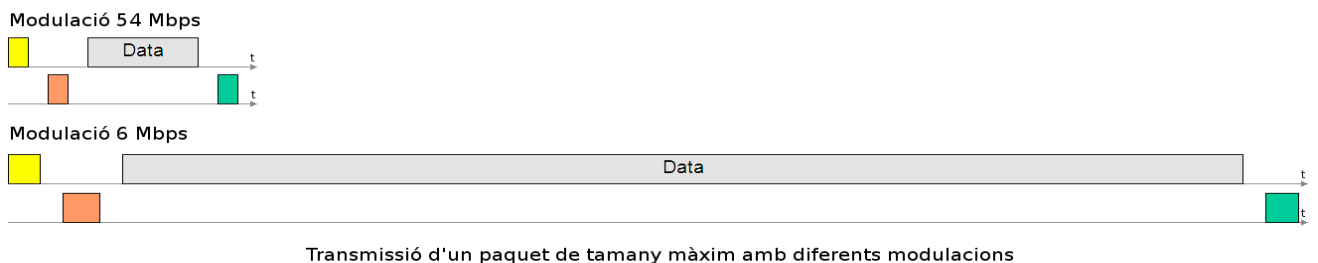 Modulació 54 Mbps
Data
t
t
Modulació 6 Mbps
Data
t
t
Transmissió d'un paquet de tamany màxim amb diferents modulacions